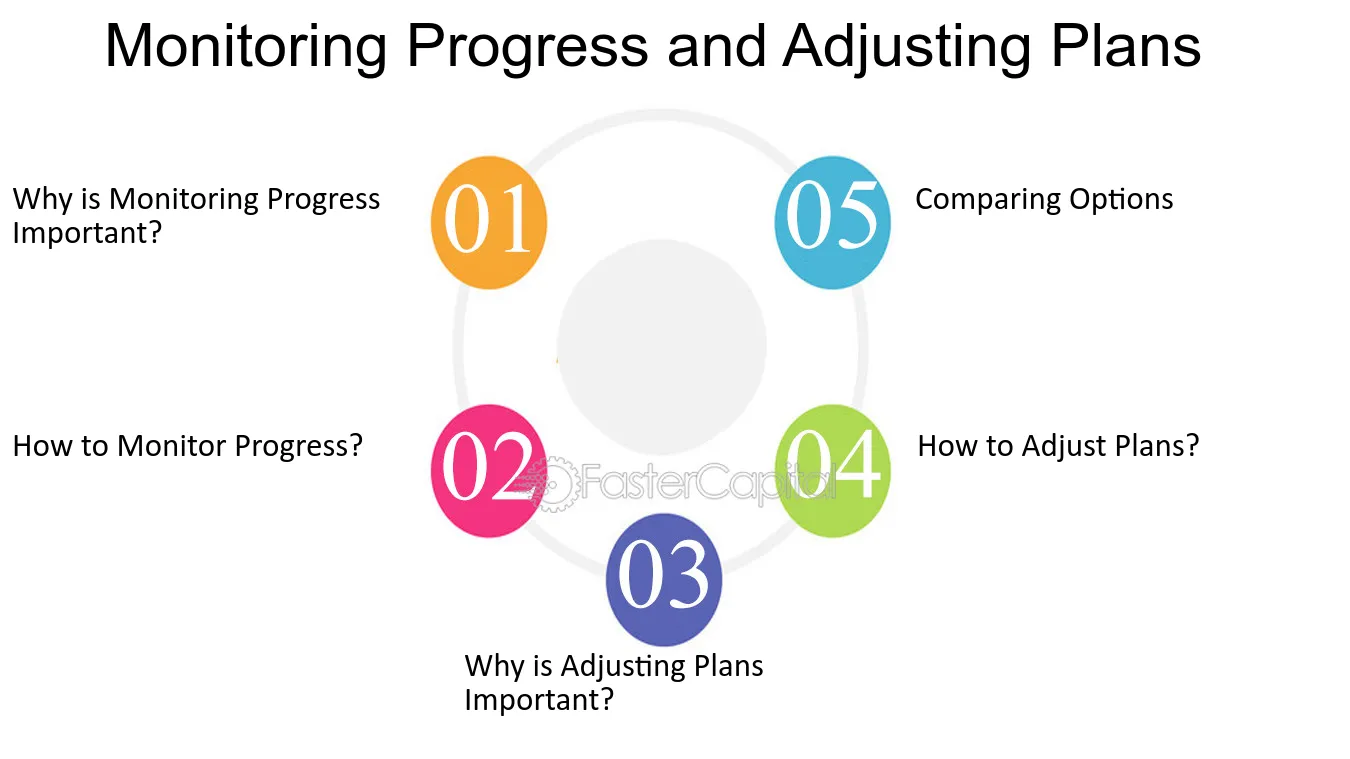 Monitoring Progress and Adjusting Plans
01
Why is Monitoring Progress
Important?
02
How to Monitor Progress?
03
Why is Adjusting Plans
Important?
04
How to Adjust Plans?
05
Comparing Options
FasterCapital